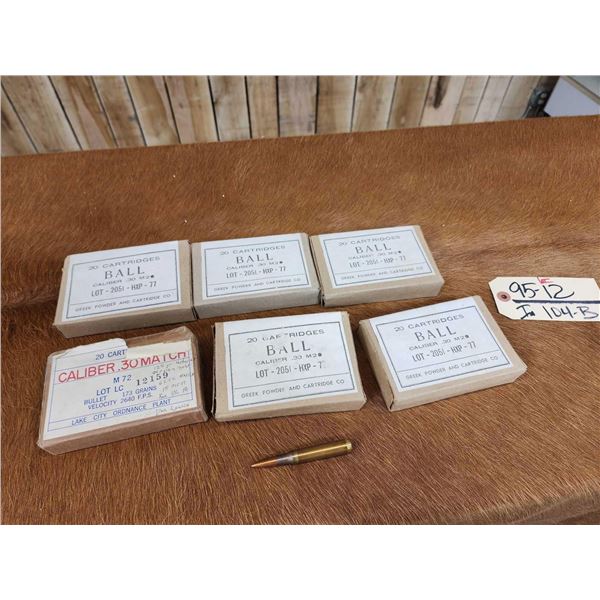 20 CARTRIDGES
BALL
CALIBER .30 M2
LOT - 2051 - HXP - 77
GREEK POWDER AND CARTRIDGE CO
20 CARTRIDGES
BALL
CALIBER .30 M2
LOT - 2051 - HXP - 77
GREEK POWDER AND CARTRIDGE CO
20 CARTRIDGES
BALL
CALIBER .30 M2
LOT - 2051 - HXP - 77
GREEK POWDER AND CARTRIDGE CO
95-12
104-B
20 CART
CALIBER .30 MATCH
M 72
LOT LC 12159
BULLET 173 GRAINS
VELOCITY 2640 F.P.S.
LAKE CITY ORDNANCE PLANT
20 CARTRIDGES
BALL
CALIBER .30 M2
LOT - 2051 - HXP - 7
GREEK POWDER AND CARTRIDGE CO
20 CARTRIDGES
BALL
CALIBER .30 M2
LOT - 2051 - HXP - 77
GREEK POWDER AND CARTRIDGE CO